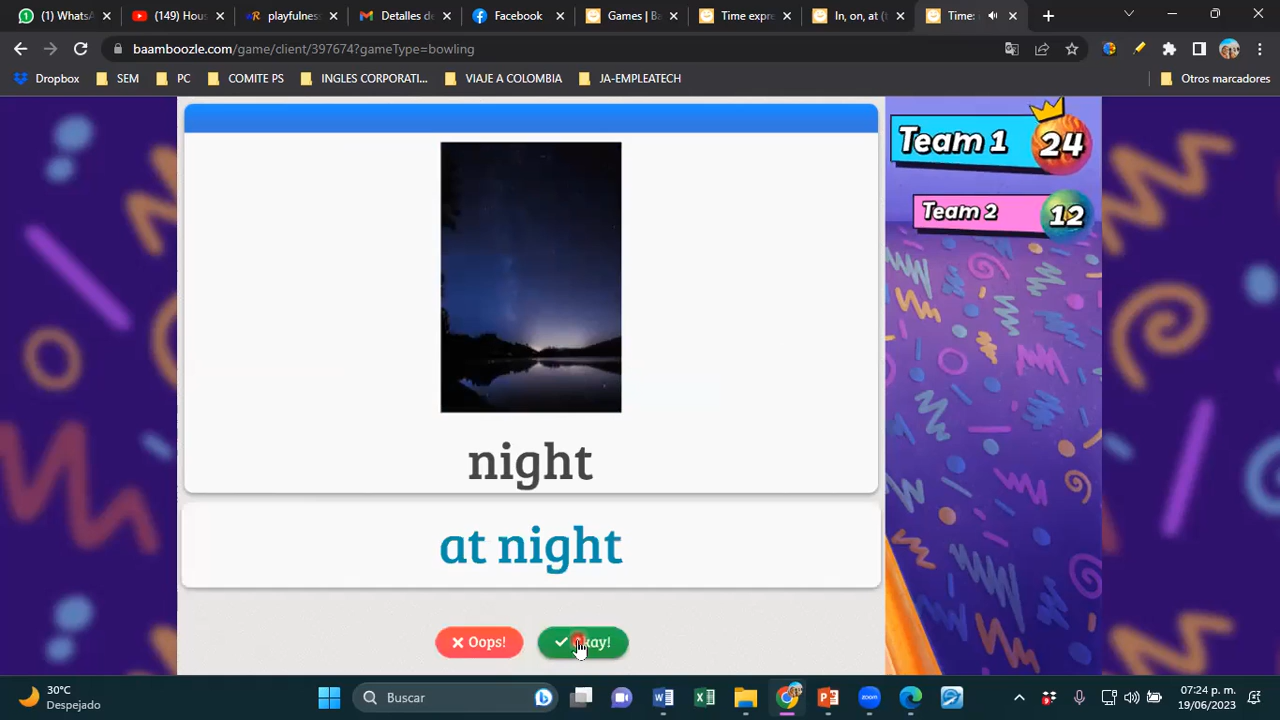 (1) WhatsA
(149) Hous
playfulness
Detalles de
Facebook
Games | Ba
Time expre
In, on, at (t
Time:
baamboozle.com/game/client/397674?gameType=bowling
Dropbox
SEM
PC
COMITE PS
INGLES CORPORATI...
VIAJE A COLOMBIA
JA-EMPLEATECH
Otros marcadores
Team 1 24
Team 2 12
night
at night
Oops!
kay!
30°C
Despejado
Buscar
07:24 p. m.
19/06/2023